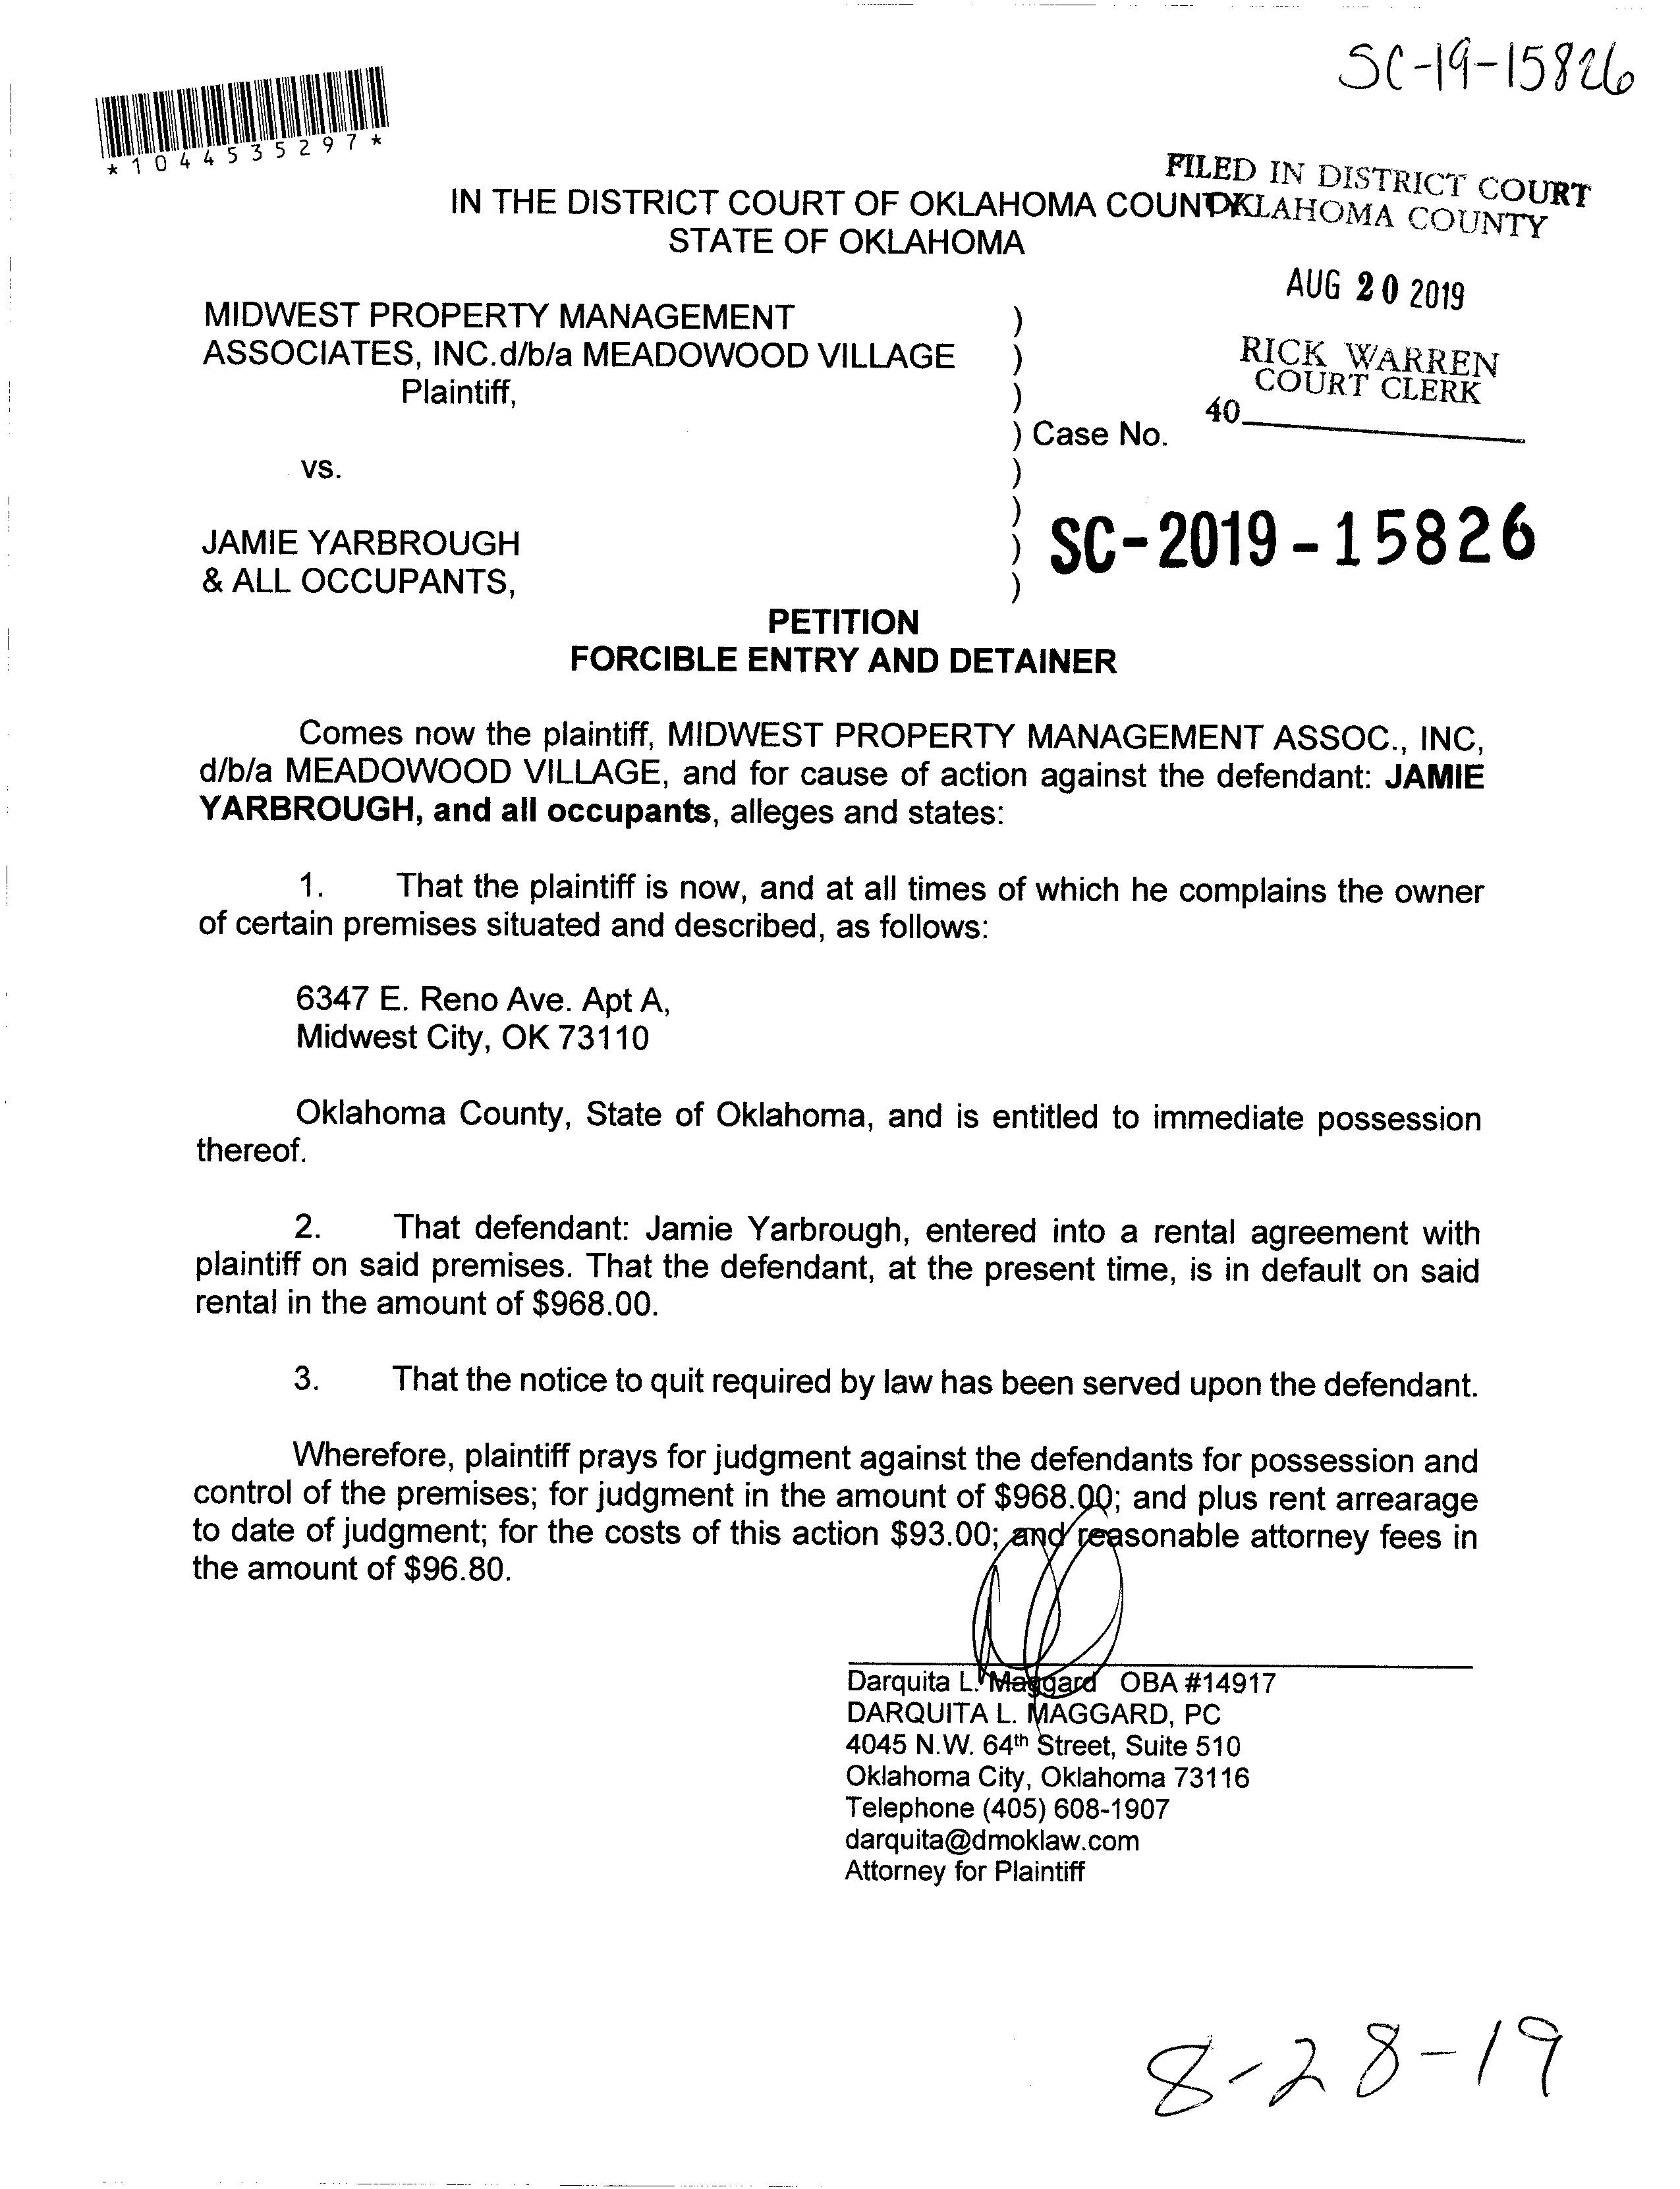 SC-19-15826
*1044535297*
FILED IN DISTRICT COURT
OKLAHOMA COUNTY
IN THE DISTRICT COURT OF OKLAHOMA COUNTY
STATE OF OKLAHOMA
AUG 20 2019
MIDWEST PROPERTY MANAGEMENT )
ASSOCIATES, INC.d/b/a MEADOWOOD VILLAGE )
Plaintiff, )
RICK WARREN
COURT CLERK
40
) Case No.
vs. )
)
JAMIE YARBROUGH )
& ALL OCCUPANTS, )
SC-2019-15826
PETITION
FORCIBLE ENTRY AND DETAINER
Comes now the plaintiff, MIDWEST PROPERTY MANAGEMENT ASSOC., INC,
d/b/a MEADOWOOD VILLAGE, and for cause of action against the defendant: JAMIE
YARBROUGH, and all occupants, alleges and states:
1. That the plaintiff is now, and at all times of which he complains the owner
of certain premises situated and described, as follows:
6347 E. Reno Ave. Apt A,
Midwest City, OK 73110
Oklahoma County, State of Oklahoma, and is entitled to immediate possession
thereof.
2. That defendant: Jamie Yarbrough, entered into a rental agreement with
plaintiff on said premises. That the defendant, at the present time, is in default on said
rental in the amount of $968.00.
3. That the notice to quit required by law has been served upon the defendant.
Wherefore, plaintiff prays for judgment against the defendants for possession and
control of the premises; for judgment in the amount of $968.00; and plus rent arrearage
to date of judgment; for the costs of this action $93.00; and reasonable attorney fees in
the amount of $96.80.
Darquita L. Maggard OBA #14917
DARQUITA L. MAGGARD, PC
4045 N.W. 64th Street, Suite 510
Oklahoma City, Oklahoma 73116
Telephone (405) 608-1907
darquita@dmoklaw.com
Attorney for Plaintiff
8-28-19